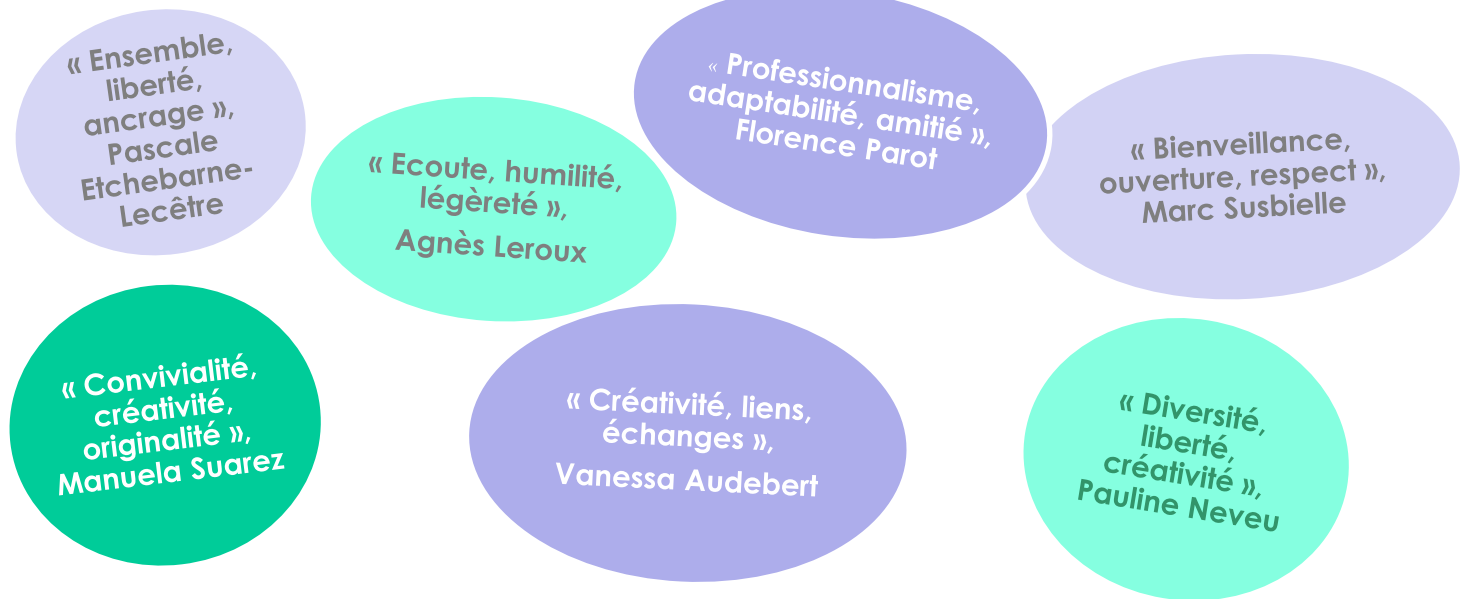 « Ensemble,
liberté,
ancrage »,
Pascale
Etchebarne-
Lecêtre
« Ecoute, humilité,
légèreté »,
Agnès Leroux
« Professionnalisme,
adaptabilité, amitié »,
Florence Parot
« Bienveillance,
ouverture, respect »,
Marc Susbielle
« Convivialité,
créativité,
originalité »,
Manuela Suarez
« Créativité, liens,
échanges »,
Vanessa Audebert
« Diversité,
liberté,
créativité »,
Pauline Neveu